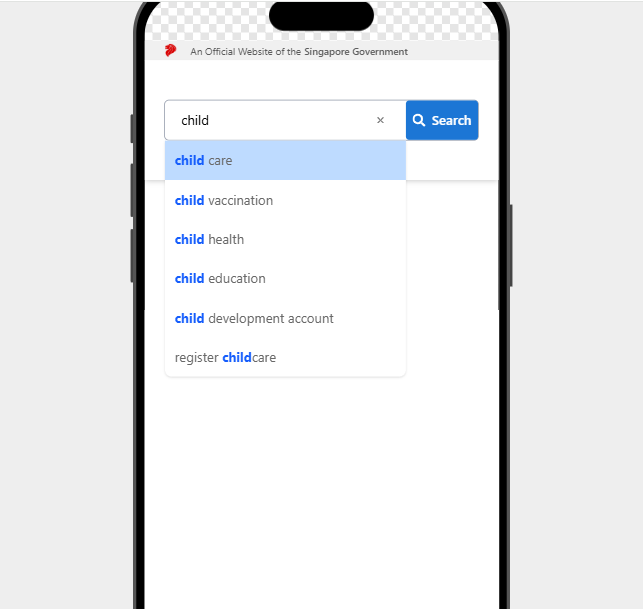 An Official Website of the Singapore Government
child × Search
child care
child vaccination
child health
child education
child development account
register childcare